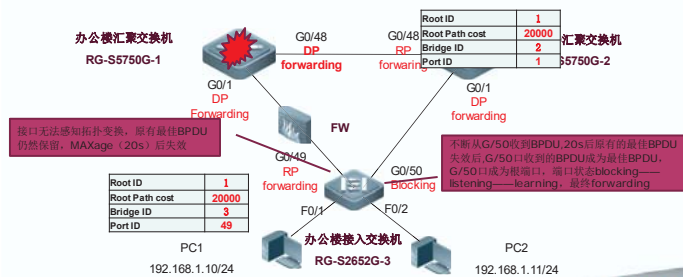 办公楼汇聚交换机
RG-S5750G-1
G0/48
DP
forwarding
G0/48
RP
forwaring
Root ID 1
Root Path cost 20000
Bridge ID 2
Port ID 1
汇聚交换机
S5750G-2
G0/1
DP
Forwarding
G0/1
DP
forwarding
FW
接口无法感知拓扑变换，原有最佳BPDU
仍然保留，MAXage（20s）后失效
不断从G/50收到BPDU,20s后原有的最佳BPDU
失效后,G/50口收到的BPDU成为最佳BPDU，
G/50口成为根端口，端口状态blocking——
listening——learning，最终forwarding
G0/49
RP
forwarding
G0/50
Blocking
Root ID 1
Root Path cost 20000
Bridge ID 3
Port ID 49
F0/1
F0/2
办公楼接入交换机
RG-S2652G-3
PC1
192.168.1.10/24
PC2
192.168.1.11/24